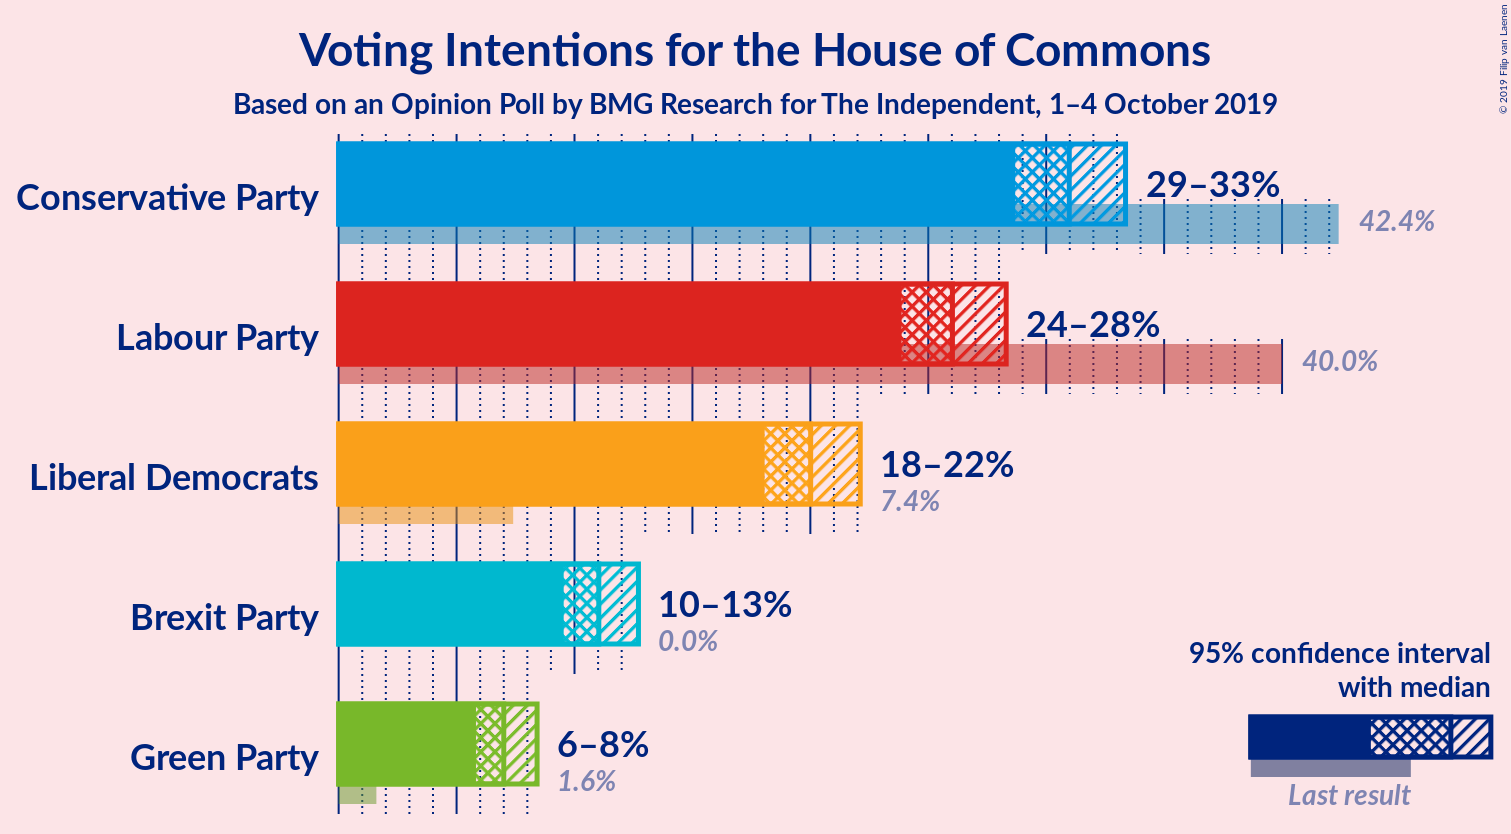 Voting Intentions for the House of Commons
Based on an Opinion Poll by BMG Research for The Independent, 1–4 October 2019
© 2019 Filip van Laenen
Conservative Party
29–33%
42.4%
Labour Party
24–28%
40.0%
Liberal Democrats
18–22%
7.4%
Brexit Party
10–13%
0.0%
Green Party
6–8%
1.6%
95% confidence interval
with median
Last result